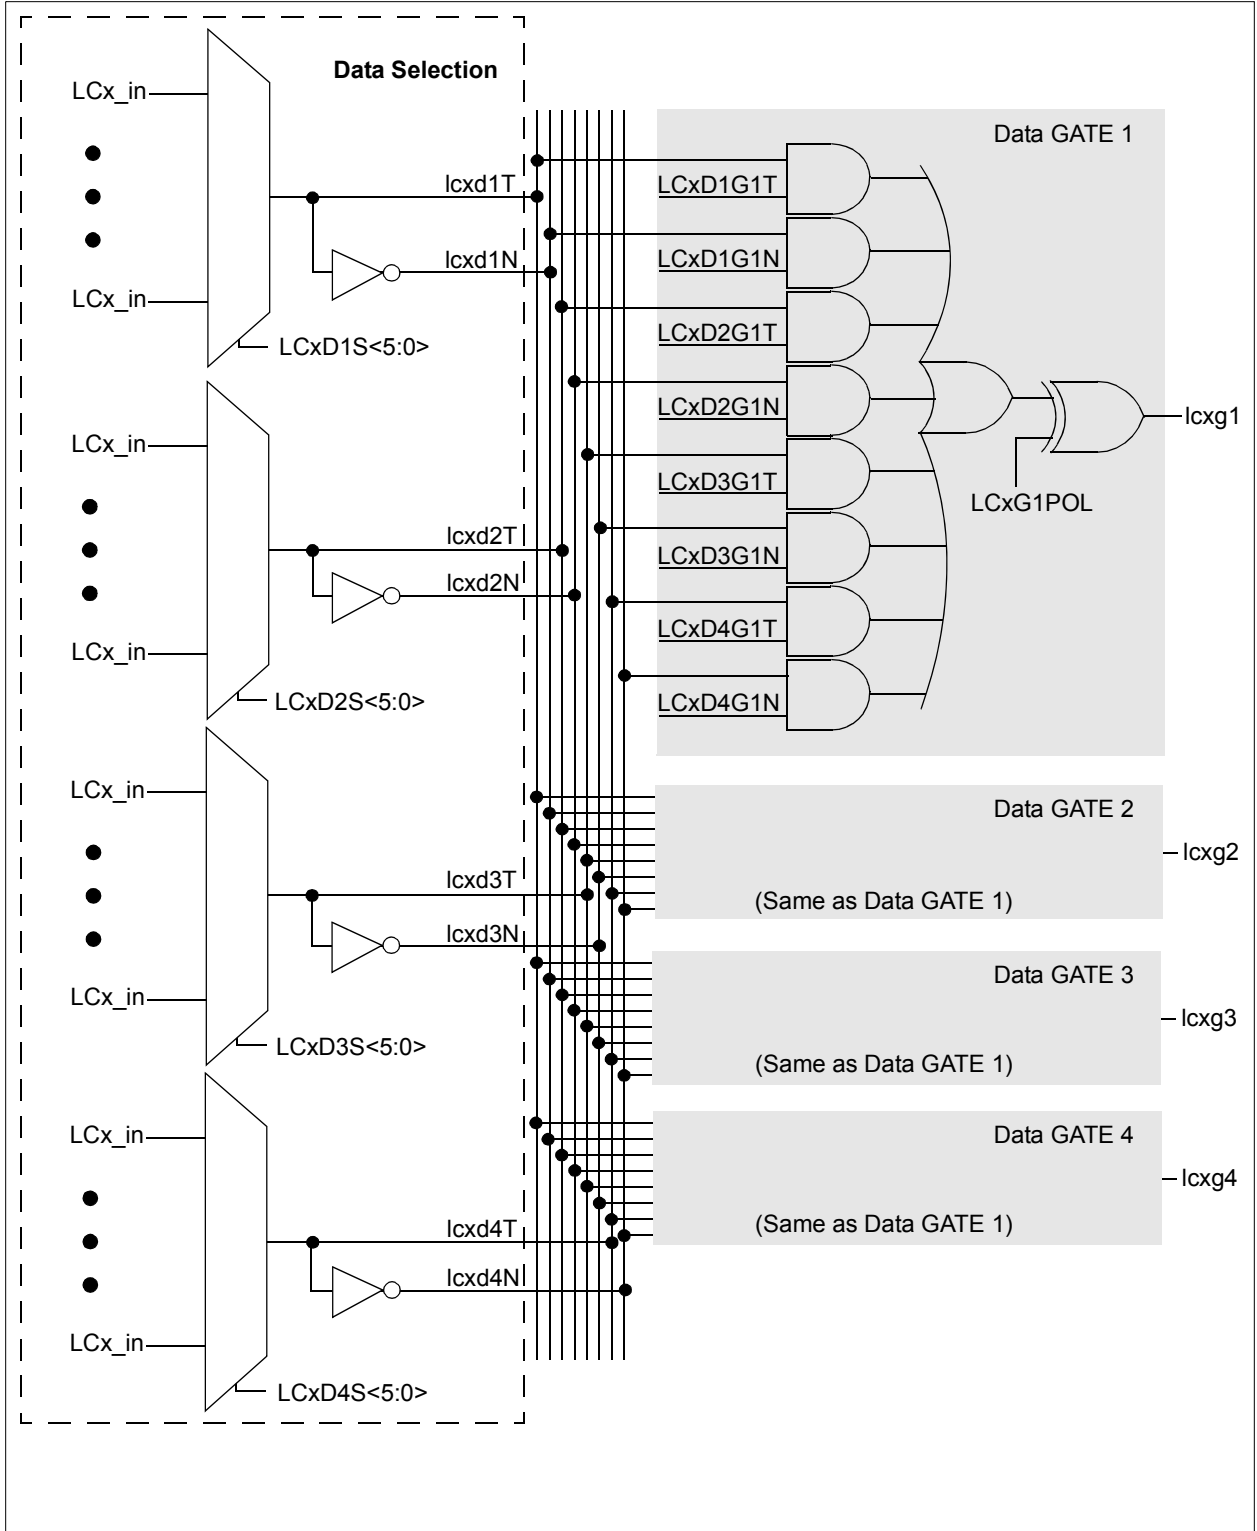 Data Selection
LCx_in
LCx_in
lcxd1T
lcxd1N
LCxD1S<5:0>
LCx_in
LCx_in
lcxd2T
lcxd2N
LCxD2S<5:0>
LCx_in
LCx_in
lcxd3T
lcxd3N
LCxD3S<5:0>
LCx_in
LCx_in
lcxd4T
lcxd4N
LCxD4S<5:0>
Data GATE 1
LCxD1G1T
LCxD1G1N
LCxD2G1T
LCxD2G1N
LCxD3G1T
LCxD3G1N
LCxD4G1T
LCxD4G1N
LCxG1POL
lcxg1
Data GATE 2
(Same as Data GATE 1)
lcxg2
Data GATE 3
(Same as Data GATE 1)
lcxg3
Data GATE 4
(Same as Data GATE 1)
lcxg4